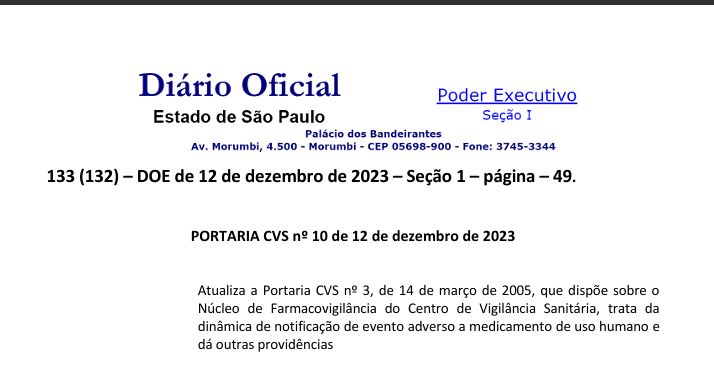 Diário Oficial
Poder Executivo
Estado de São Paulo
Seção I
Palácio dos Bandeirantes
Av. Morumbi, 4.500 - Morumbi - CEP 05698-900 - Fone: 3745-3344
133 (132) – DOE de 12 de dezembro de 2023 – Seção 1 – página – 49.
PORTARIA CVS nº 10 de 12 de dezembro de 2023
Atualiza a Portaria CVS nº 3, de 14 de março de 2005, que dispõe sobre o
Núcleo de Farmacovigilância do Centro de Vigilância Sanitária, trata da
dinâmica de notificação de evento adverso a medicamento de uso humano e
dá outras providências